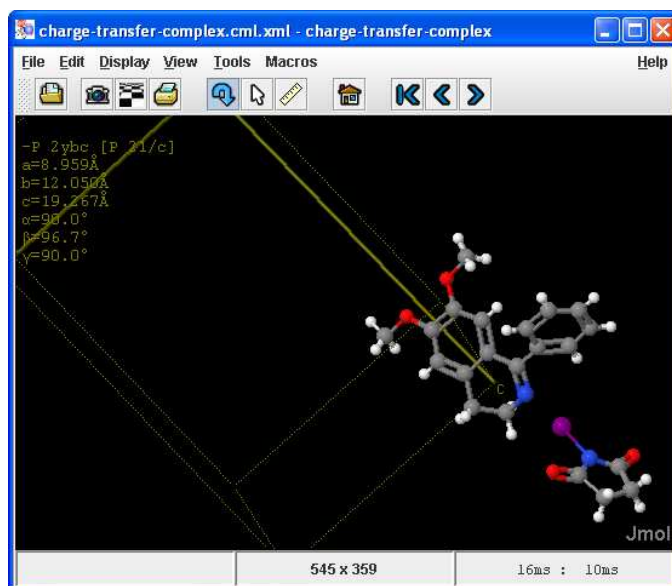 charge-transfer-complex.cml.xml - charge-transfer-complex
File Edit Display View Tools Macros Help
-P 2ybc [P 21/c]
a=8.959Å
b=12.050Å
c=19.267Å
α=90.0°
β=96.7°
γ=90.0°
C
Jmol
545 x 359 16ms : 10ms